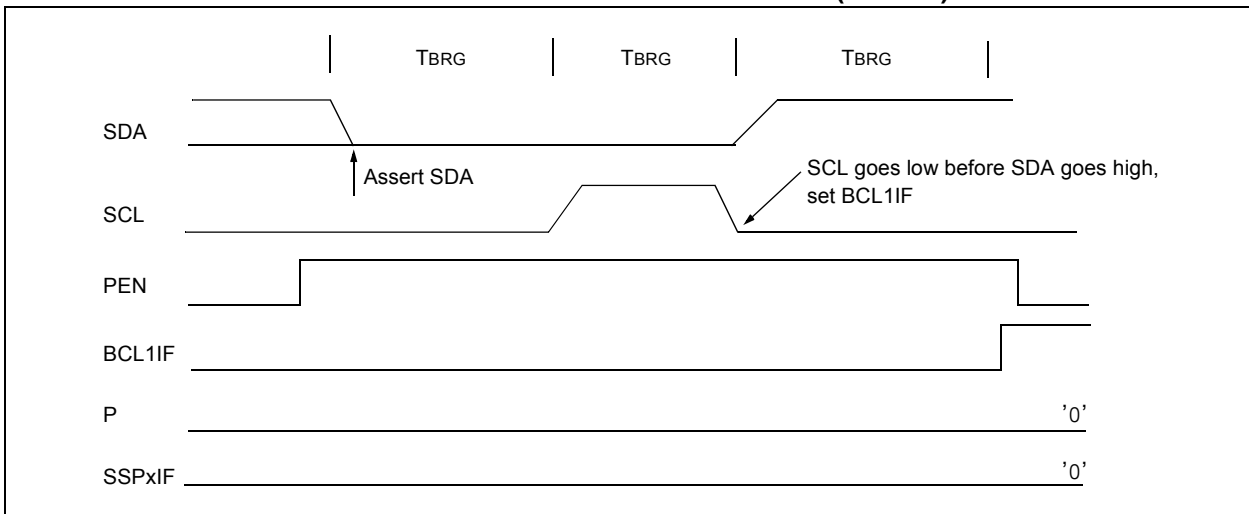 TBRG TBRG TBRG
SDA
Assert SDA
SCL goes low before SDA goes high,
set BCL1IF
SCL
PEN
BCL1IF
P
'0'
SSPxIF
'0'